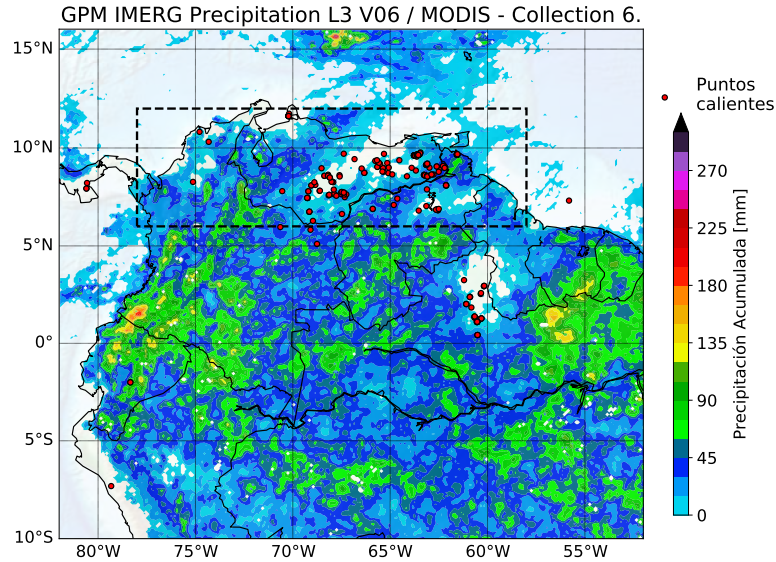 GPM IMERG Precipitation L3 V06 / MODIS - Collection 6.
15°N
10°N
5°N
0°
5°S
10°S
80°W
75°W
70°W
65°W
60°W
55°W
Puntos
calientes
270
225
180
135
90
45
0
Precipitación Acumulada [mm]